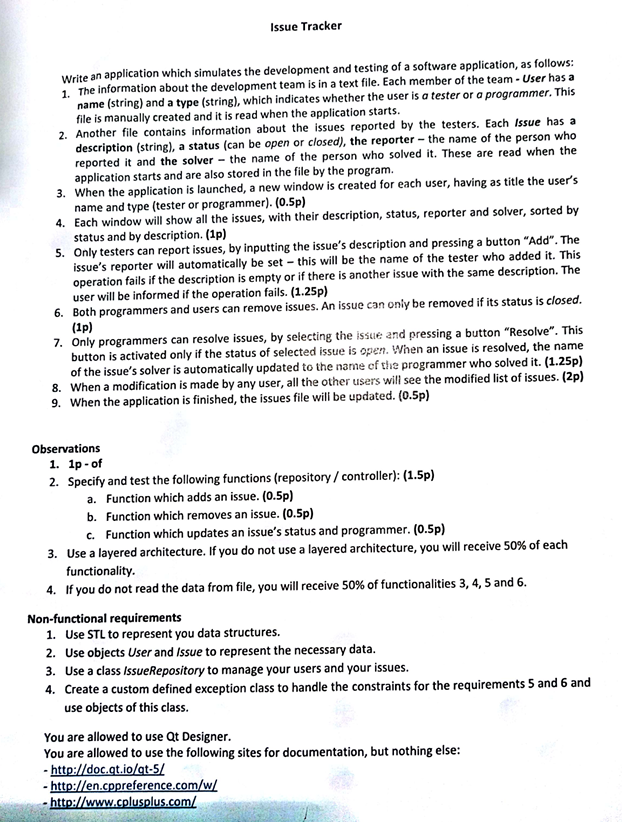 Issue Tracker
Write an application which simulates the development and testing of a software application, as follows:
1. The information about the development team is in a text file. Each member of the team - User has a
name (string) and a type (string), which indicates whether the user is a tester or a programmer. This
file is manually created and it is read when the application starts.
2. Another file contains information about the issues reported by the testers. Each Issue has a
description (string), a status (can be open or closed), the reporter – the name of the person who
reported it and the solver – the name of the person who solved it. These are read when the
application starts and are also stored in the file by the program.
3. When the application is launched, a new window is created for each user, having as title the user's
name and type (tester or programmer). (0.5p)
4. Each window will show all the issues, with their description, status, reporter and solver, sorted by
status and by description. (1p)
5. Only testers can report issues, by inputting the issue's description and pressing a button "Add". The
issue's reporter will automatically be set – this will be the name of the tester who added it. This
operation fails if the description is empty or if there is another issue with the same description. The
user will be informed if the operation fails. (1.25p)
6. Both programmers and users can remove issues. An issue can only be removed if its status is closed.
(1p)
7. Only programmers can resolve issues, by selecting the issue and pressing a button "Resolve". This
button is activated only if the status of selected issue is open. When an issue is resolved, the name
of the issue's solver is automatically updated to the name of the programmer who solved it. (1.25p)
8. When a modification is made by any user, all the other users will see the modified list of issues. (2p)
9. When the application is finished, the issues file will be updated. (0.5p)
Observations
1. 1p - of
2. Specify and test the following functions (repository / controller): (1.5p)
a. Function which adds an issue. (0.5p)
b. Function which removes an issue. (0.5p)
c. Function which updates an issue's status and programmer. (0.5p)
3. Use a layered architecture. If you do not use a layered architecture, you will receive 50% of each
functionality.
4. If you do not read the data from file, you will receive 50% of functionalities 3, 4, 5 and 6.
Non-functional requirements
1. Use STL to represent you data structures.
2. Use objects User and Issue to represent the necessary data.
3. Use a class IssueRepository to manage your users and your issues.
4. Create a custom defined exception class to handle the constraints for the requirements 5 and 6 and
use objects of this class.
You are allowed to use Qt Designer.
You are allowed to use the following sites for documentation, but nothing else:
- http://doc.qt.io/qt-5/
- http://en.cppreference.com/w/
- http://www.cplusplus.com/